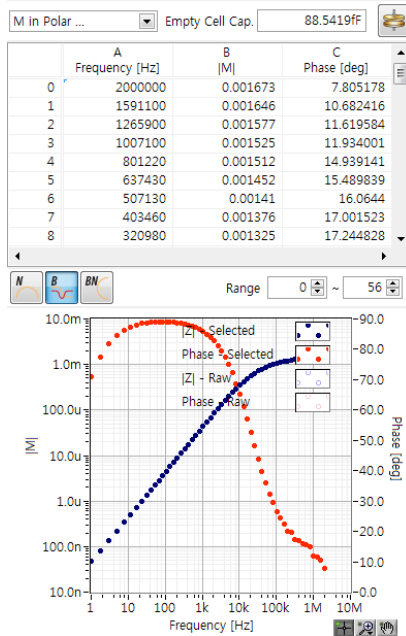 M in Polar ... Empty Cell Cap. 88.5419fF
A B C
Frequency [Hz] |M| Phase [deg]
0 2000000 0.001673 7.805178
1 1591100 0.001646 10.682416
2 1265900 0.001577 11.619584
3 1007100 0.001525 11.934001
4 801220 0.001512 14.939141
5 637430 0.001452 15.489839
6 507130 0.00141 16.0644
7 403460 0.001376 17.001523
8 320980 0.001325 17.244828
N B BN Range 0 ~ 56
10.0m 90.0
|Z| - Selected
80.0
Phase - Selected
1.0m
|Z| - Raw
70.0
Phase - Raw
100.0u 60.0
|M| Phase [deg]
50.0
10.0u 40.0
1.0u 30.0
20.0
100.0n
10.0
10.0n 0.0
1 10 100 1k 10k 100k 1M 10M
Frequency [Hz]